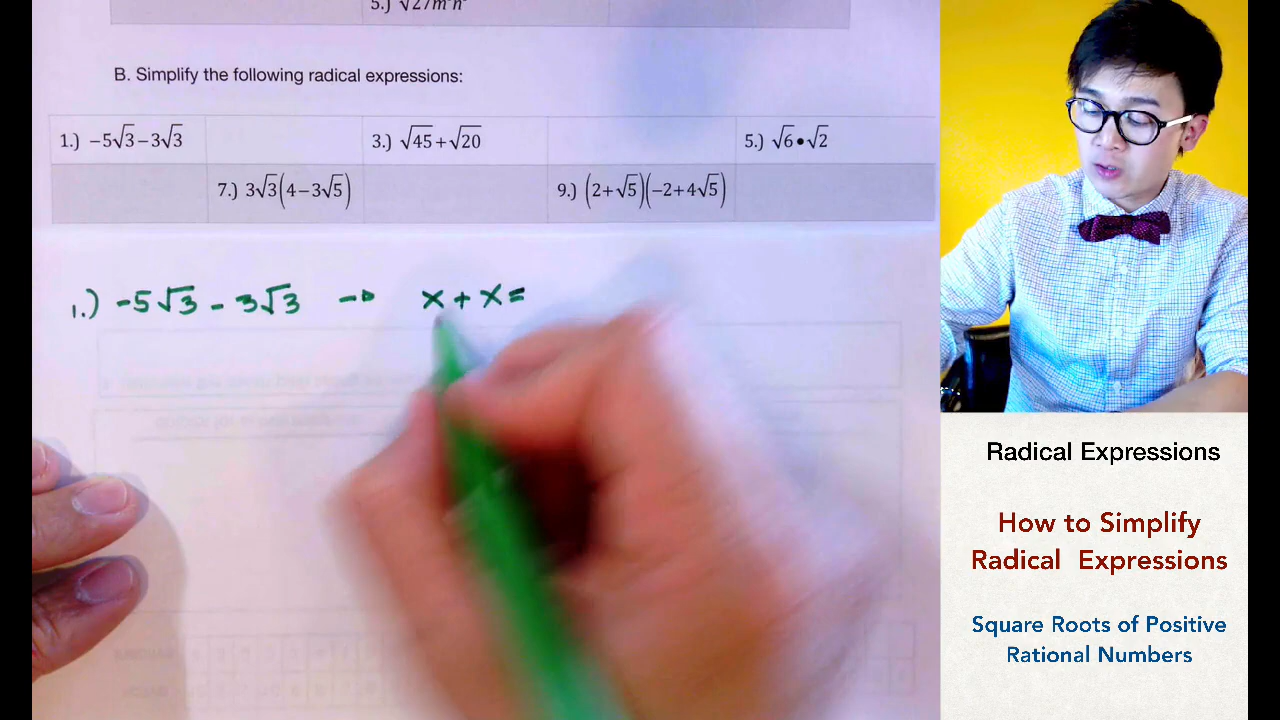 5.) √27m
B. Simplify the following radical expressions:
1.) −5√3−3√3
3.) √45+√20
5.) √6•√2
7.) 3√3(4−3√5)
9.) (2+√5)(−2+4√5)
1.) -5√3 - 3√3 → x + x =
Radical Expressions
How to Simplify
Radical Expressions
Square Roots of Positive
Rational Numbers